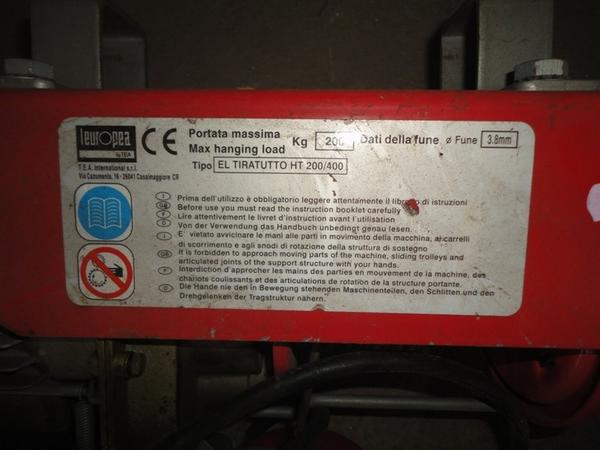 leuropea
by TEA
CE
Portata massima
Max hanging load
Kg 200 Dati della fune ø Fune 3.8mm
T.E.A. International s.r.l.
Via Cazumenta, 16 - 26041 Casalmaggiore CR
Tipo EL TIRATUTTO HT 200/400
I Prima dell'utilizzo è obbligatorio leggere attentamente il libretto di istruzioni
GB Before use you must read the instruction booklet carefully
F Lire attentivement le livret d'instruction avant l'utilisation
D Von der Verwendung das Handbuch unbedingt genau lesen.
I E' vietato avvicinare le mani alle parti in movimento della macchina, ai carrelli
di scorrimento e agli snodi di rotazione della struttura di sostegno
GB It is forbidden to approach moving parts of the machine, sliding trolleys and
articulated joints of the support structure with your hands.
F Interdiction d'approcher les mains des parties en mouvement de la machine, des
chariots coulissants et des articulations de rotation de la structure portante.
D Die Hande nie den in Bewegung stehenden Maschinenteilen, den Schlitten und den
Drehgelenken der Tragstruktur nähern.